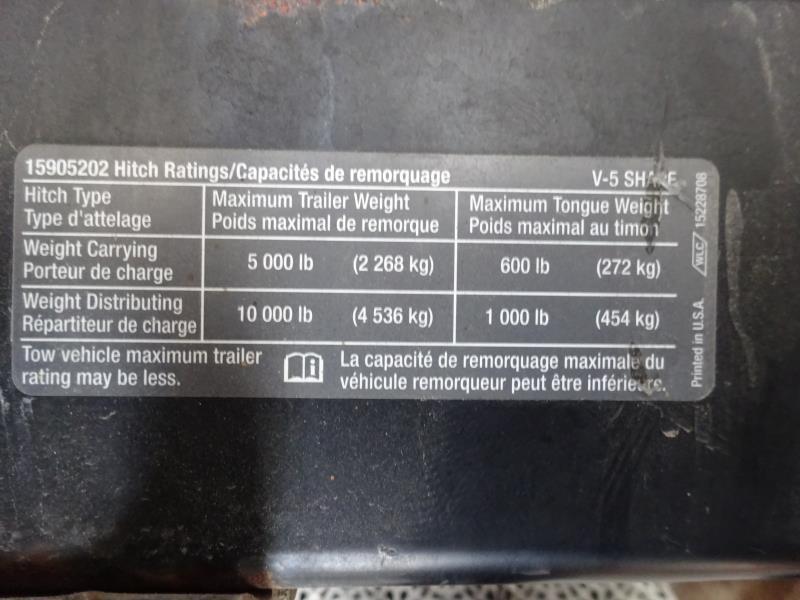 15905202 Hitch Ratings/Capacités de remorquage V-5
Hitch Type
Type d'attelage
Maximum Trailer Weight
Poids maximal de remorque
Maximum Tongue Weight
Poids maximal au timon
Weight Carrying
Porteur de charge
5 000 lb (2 268 kg)
600 lb (272 kg)
Weight Distributing
Répartiteur de charge
10 000 lb (4 536 kg)
1 000 lb (454 kg)
Tow vehicle maximum trailer
rating may be less.
La capacité de remorquage maximale du
véhicule remorqueur peut être inférieure.
Printed in U.S.A. WLC 15228708